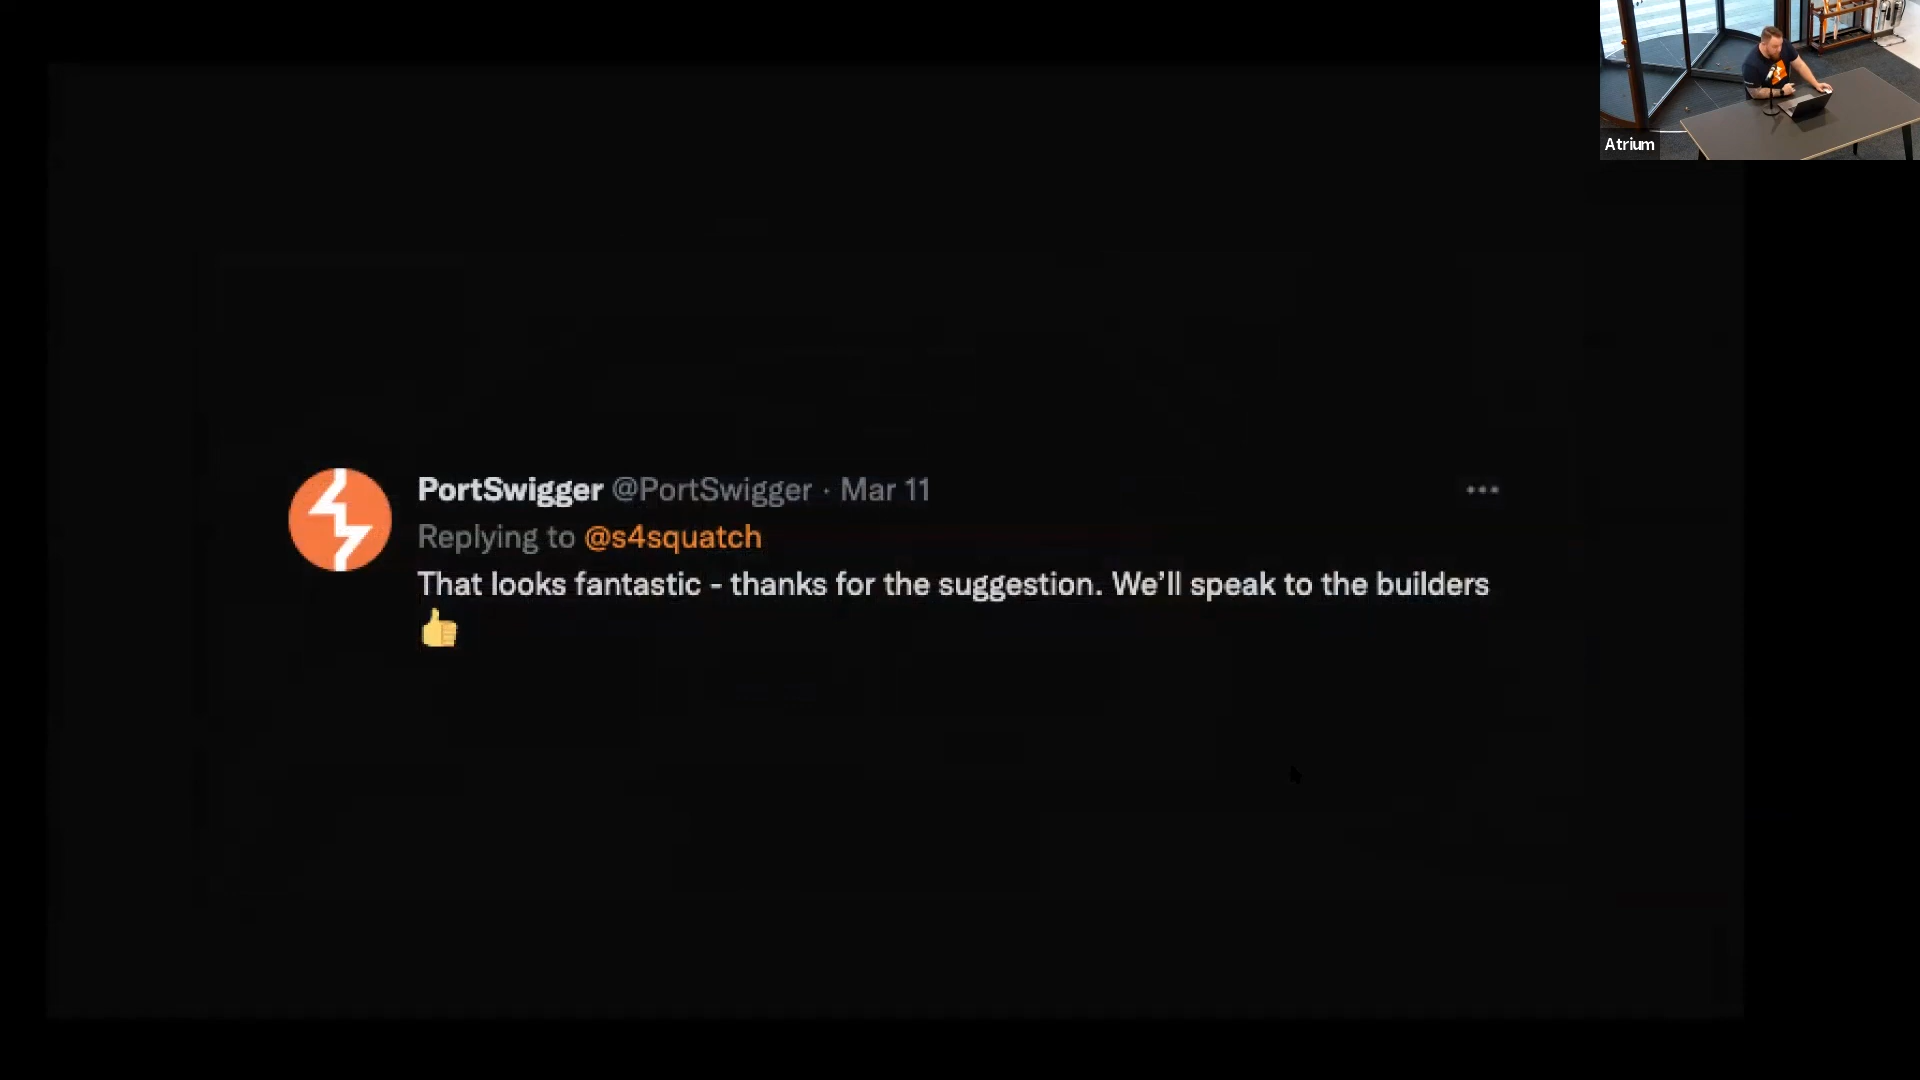 Atrium
PortSwigger @PortSwigger · Mar 11
Replying to @s4squatch
That looks fantastic - thanks for the suggestion. We’ll speak to the builders
👍